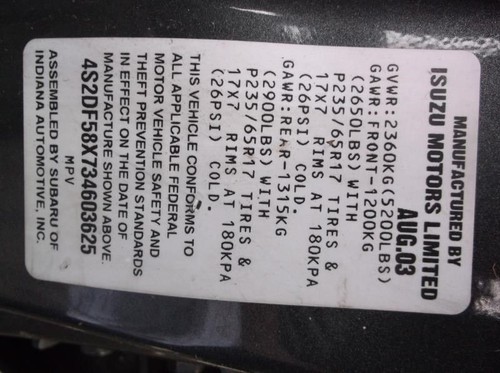 MANUFACTURED BY
ISUZU MOTORS LIMITED
AUG.03
GVWR:2360KG(5200LBS)
GAWR:FRONT-1200KG
(2650LBS) WITH
P235/65R17 TIRES &
17X7 RIMS AT 180KPA
(26PSI) COLD.
GAWR:REAR-1315KG
(2900LBS) WITH
P235/65R17 TIRES &
17X7 RIMS AT 180KPA
(26PSI) COLD.
THIS VEHICLE CONFORMS TO
ALL APPLICABLE FEDERAL
MOTOR VEHICLE SAFETY AND
THEFT PREVENTION STANDARDS
IN EFFECT ON THE DATE OF
MANUFACTURE SHOWN ABOVE.
4S2DF58X734603625
MPV
ASSEMBLED BY SUBARU OF
INDIANA AUTOMOTIVE, INC.